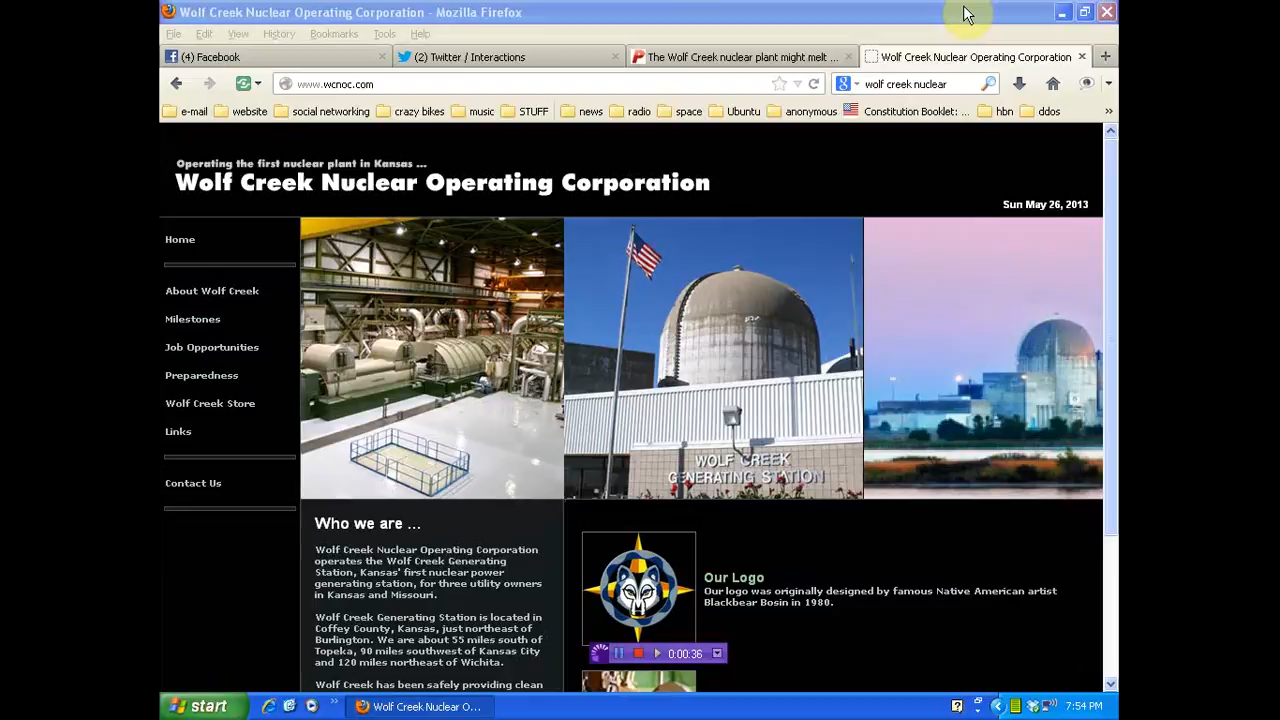 Wolf Creek Nuclear Operating Corporation - Mozilla Firefox
File Edit View History Bookmarks Tools Help
(4) Facebook (2) Twitter / Interactions The Wolf Creek nuclear plant might melt ... Wolf Creek Nuclear Operating Corporation
www.wcnoc.com wolf creek nuclear
e-mail website social networking crazy bikes music STUFF news radio space Ubuntu anonymous Constitution Booklet: ... hbn ddos
Operating the first nuclear plant in Kansas ...
Wolf Creek Nuclear Operating Corporation
Sun May 26, 2013
Home
About Wolf Creek
Milestones
Job Opportunities
Preparedness
Wolf Creek Store
Links
Contact Us
WOLF CREEK
GENERATING STATION
Who we are ...
Wolf Creek Nuclear Operating Corporation
operates the Wolf Creek Generating
Station, Kansas' first nuclear power
generating station, for three utility owners
in Kansas and Missouri.
Wolf Creek Generating Station is located in
Coffey County, Kansas, just northeast of
Burlington. We are about 55 miles south of
Topeka, 90 miles southwest of Kansas City
and 120 miles northeast of Wichita.
Wolf Creek has been safely providing clean
Our Logo
Our logo was originally designed by famous Native American artist
Blackbear Bosin in 1980.
0:00:36
start Wolf Creek Nuclear O... 7:54 PM